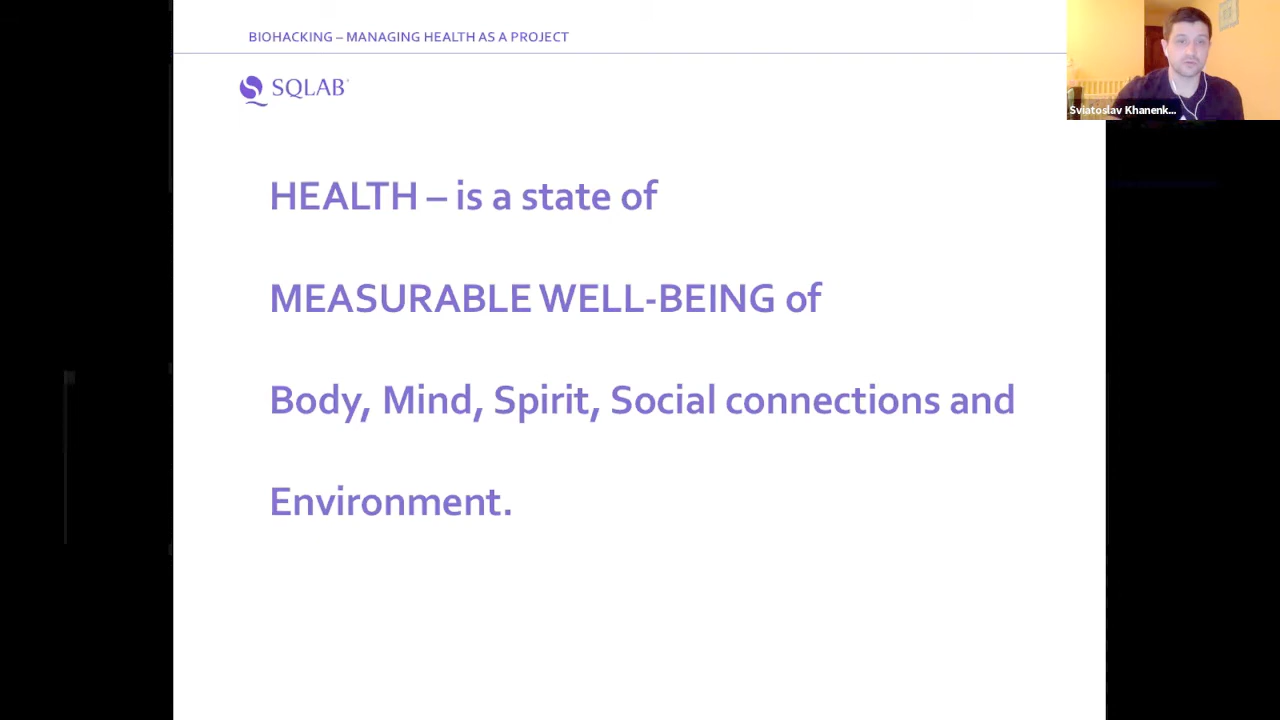 BIOHACKING – MANAGING HEALTH AS A PROJECT
SQLAB
Sviatoslav Khanenk...
HEALTH – is a state of
MEASURABLE WELL-BEING of
Body, Mind, Spirit, Social connections and
Environment.